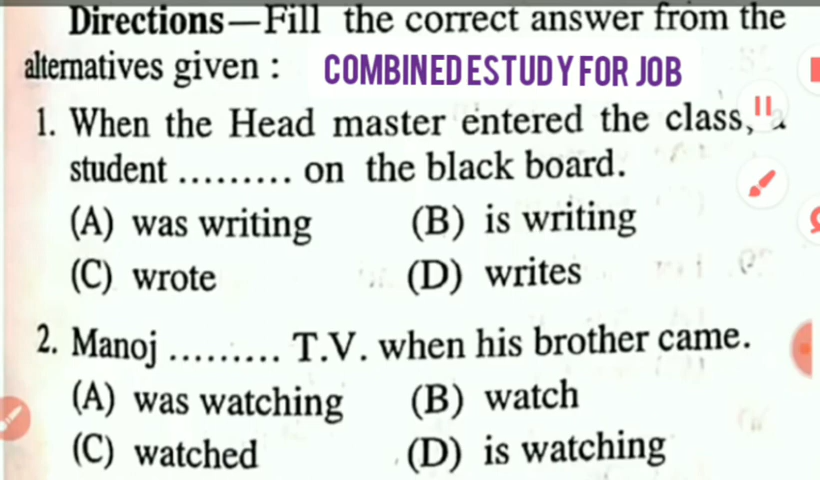 Directions—Fill the correct answer from the
alternatives given : COMBINED ESTUDY FOR JOB
1. When the Head master entered the class, a
student ......... on the black board.
(A) was writing (B) is writing
(C) wrote (D) writes
2. Manoj ......... T.V. when his brother came.
(A) was watching (B) watch
(C) watched (D) is watching